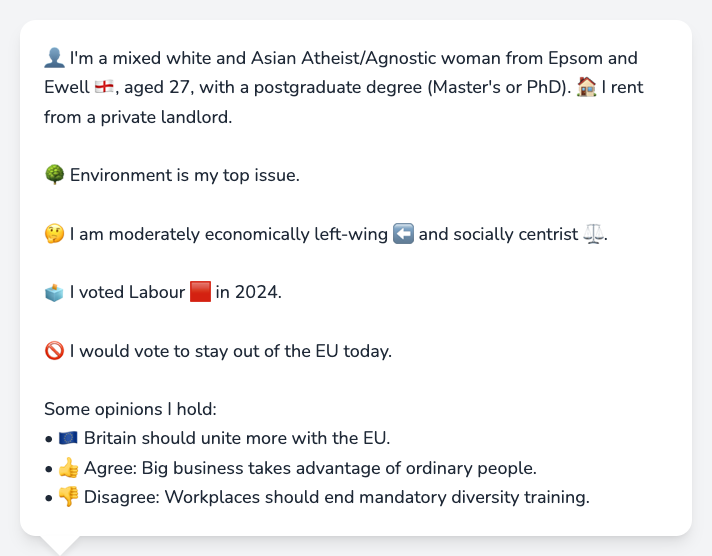 👤 I'm a mixed white and Asian Atheist/Agnostic woman from Epsom and
Ewell 🏴󠁧󠁢󠁥󠁮󠁧󠁿, aged 27, with a postgraduate degree (Master's or PhD). 🏠 I rent
from a private landlord.
🌳 Environment is my top issue.
🤔 I am moderately economically left-wing ⬅️ and socially centrist ⚖️.
🗳️ I voted Labour 🟥 in 2024.
🚫 I would vote to stay out of the EU today.
Some opinions I hold:
• 🇪🇺 Britain should unite more with the EU.
• 👍 Agree: Big business takes advantage of ordinary people.
• 👎 Disagree: Workplaces should end mandatory diversity training.